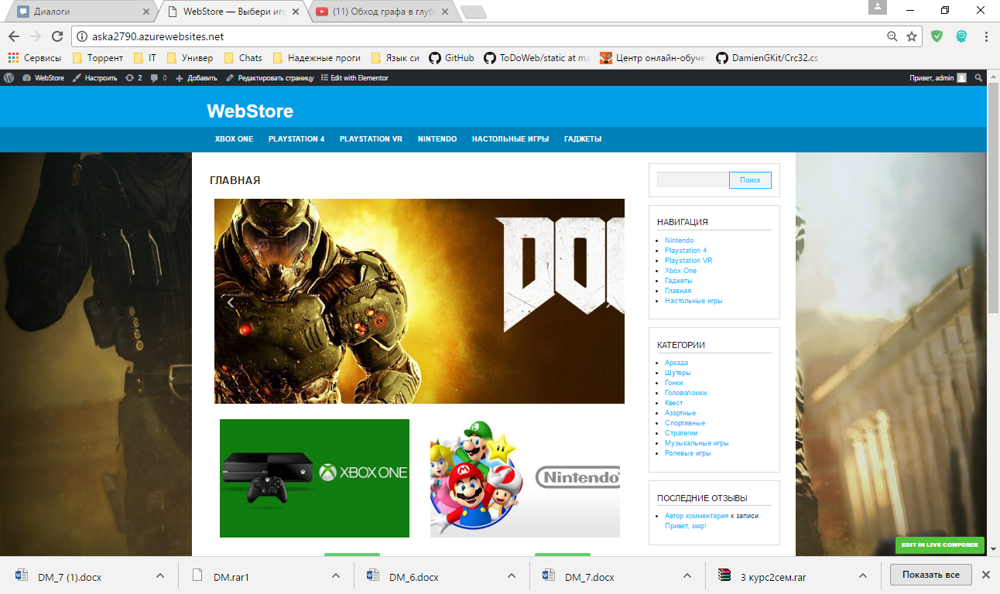 Диалоги
WebStore — Выбери игр
(11) Обход графа в глуб
aska2790.azurewebsites.net
Сервисы Торрент IT Универ Chats Надежные проги Язык си GitHub ToDoWeb/static at ma Центр онлайн-обуче DamienGKit/Crc32.cs
WebStore Настроить 2 0 Добавить Редактировать страницу Edit with Elementor Привет, admin
WebStore
XBOX ONE PLAYSTATION 4 PLAYSTATION VR NINTENDO НАСТОЛЬНЫЕ ИГРЫ ГАДЖЕТЫ
ГЛАВНАЯ
XBOX ONE
Nintendo
Поиск
НАВИГАЦИЯ
Nintendo
Playstation 4
Playstation VR
Xbox One
Гаджеты
Главная
Настольные игры
КАТЕГОРИИ
Аркада
Шутеры
Гонки
Головоломки
Квест
Азартные
Спортивные
Стратегии
Музыкальные игры
Ролевые игры
ПОСЛЕДНИЕ ОТЗЫВЫ
Автор комментария к записи
Привет, мир!
EDIT IN LIVE COMPOSER
DM_7 (1).docx DM.rar1 DM_6.docx DM_7.docx 3 курс2сем.rar Показать все